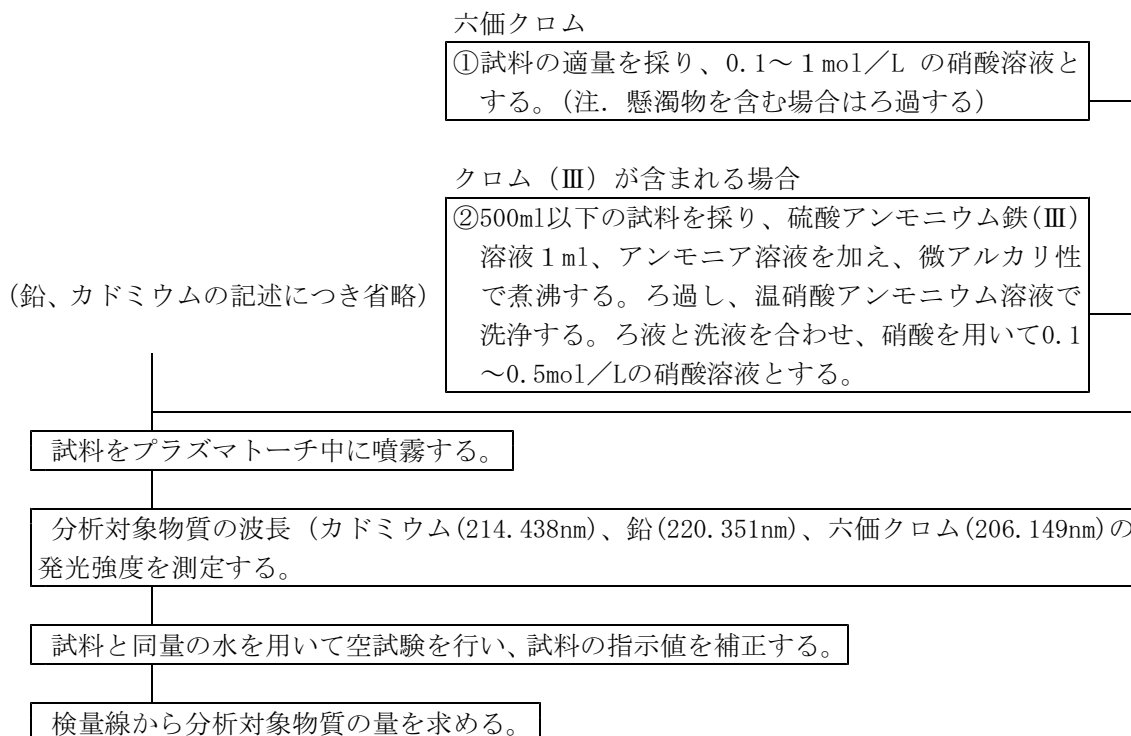 六価クロム
①試料の適量を採り、0.1～１mol／L の硝酸溶液と
する。(注. 懸濁物を含む場合はろ過する)
クロム（Ⅲ）が含まれる場合
②500ml以下の試料を採り、硫酸アンモニウム鉄(Ⅲ)
溶液１ml、アンモニア溶液を加え、微アルカリ性
で煮沸する。ろ過し、温硝酸アンモニウム溶液で
洗浄する。ろ液と洗液を合わせ、硝酸を用いて0.1
～0.5mol／Lの硝酸溶液とする。
(鉛、カドミウムの記述につき省略)
試料をプラズマトーチ中に噴霧する。
分析対象物質の波長 (カドミウム(214.438nm)、鉛(220.351nm)、六価クロム(206.149nm)の
発光強度を測定する。
試料と同量の水を用いて空試験を行い、試料の指示値を補正する。
検量線から分析対象物質の量を求める。